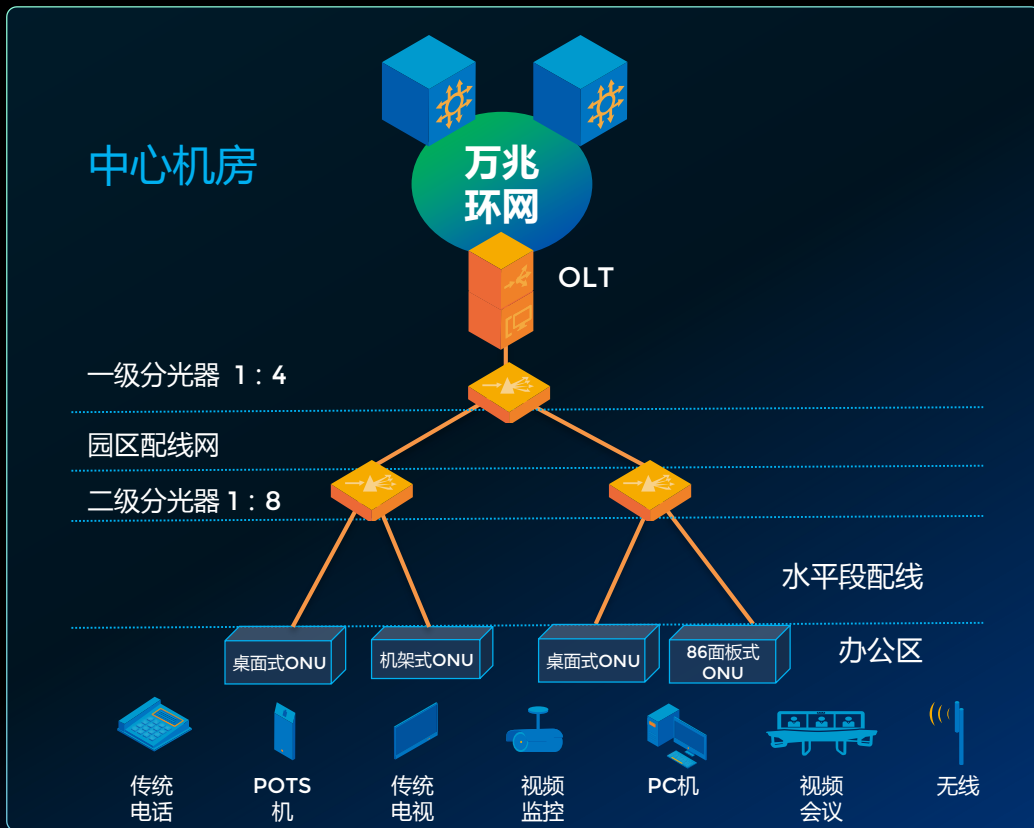 中心机房
万兆
环网
OLT
一级分光器 1：4
园区配线网
二级分光器 1：8
水平段配线
办公区
桌面式ONU
机架式ONU
桌面式ONU
86面板式
ONU
传统
电话
POTS
机
传统
电视
视频
监控
PC机
视频
会议
无线